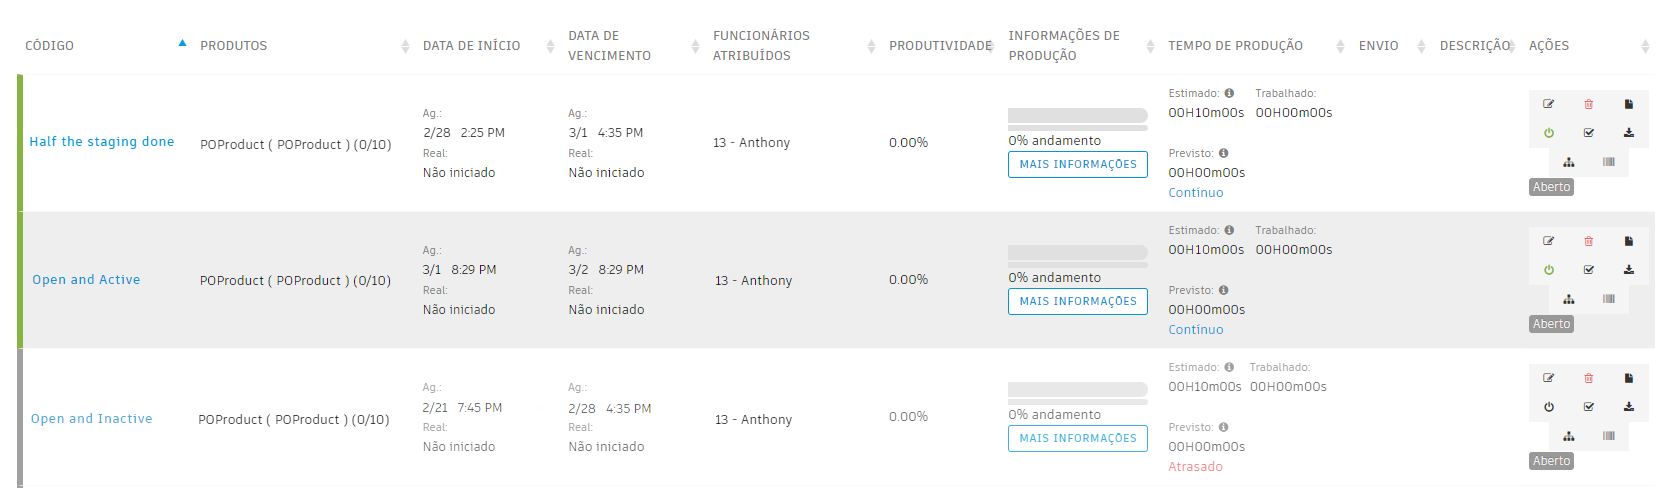 CÓDIGO
PRODUTOS
DATA DE INÍCIO
DATA DE
VENCIMENTO
FUNCIONÁRIOS
ATRIBUÍDOS
PRODUTIVIDADE
INFORMAÇÕES DE
PRODUÇÃO
TEMPO DE PRODUÇÃO
ENVIO
DESCRIÇÃO
AÇÕES
Half the staging done
POProduct ( POProduct ) (0/10)
Ag.:
2/28 2:25 PM
Real:
Não iniciado
Ag.:
3/1 4:35 PM
Real:
Não iniciado
13 - Anthony
0.00%
0% andamento
MAIS INFORMAÇÕES
Estimado: Trabalhado:
00H10m00s 00H00m00s
Previsto:
00H00m00s
Contínuo
Aberto
Open and Active
POProduct ( POProduct ) (0/10)
Ag.:
3/1 8:29 PM
Real:
Não iniciado
Ag.:
3/2 8:29 PM
Real:
Não iniciado
13 - Anthony
0.00%
0% andamento
MAIS INFORMAÇÕES
Estimado: Trabalhado:
00H10m00s 00H00m00s
Previsto:
00H00m00s
Contínuo
Aberto
Open and Inactive
POProduct ( POProduct ) (0/10)
Ag.:
2/21 7:45 PM
Real:
Não iniciado
Ag.:
2/28 4:35 PM
Real:
Não iniciado
13 - Anthony
0.00%
0% andamento
MAIS INFORMAÇÕES
Estimado: Trabalhado:
00H10m00s 00H00m00s
Previsto:
00H00m00s
Atrasado
Aberto